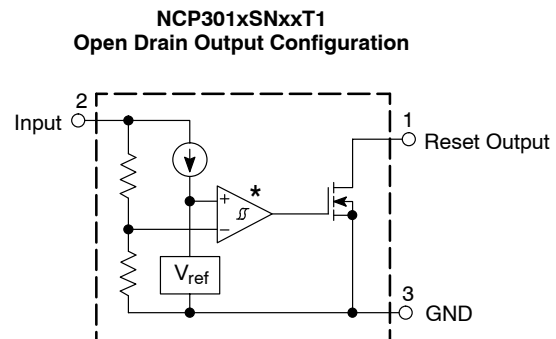 NCP301xSNxxT1
Open Drain Output Configuration
2
Input
1
Reset Output
*
+
−
Vref
3
GND